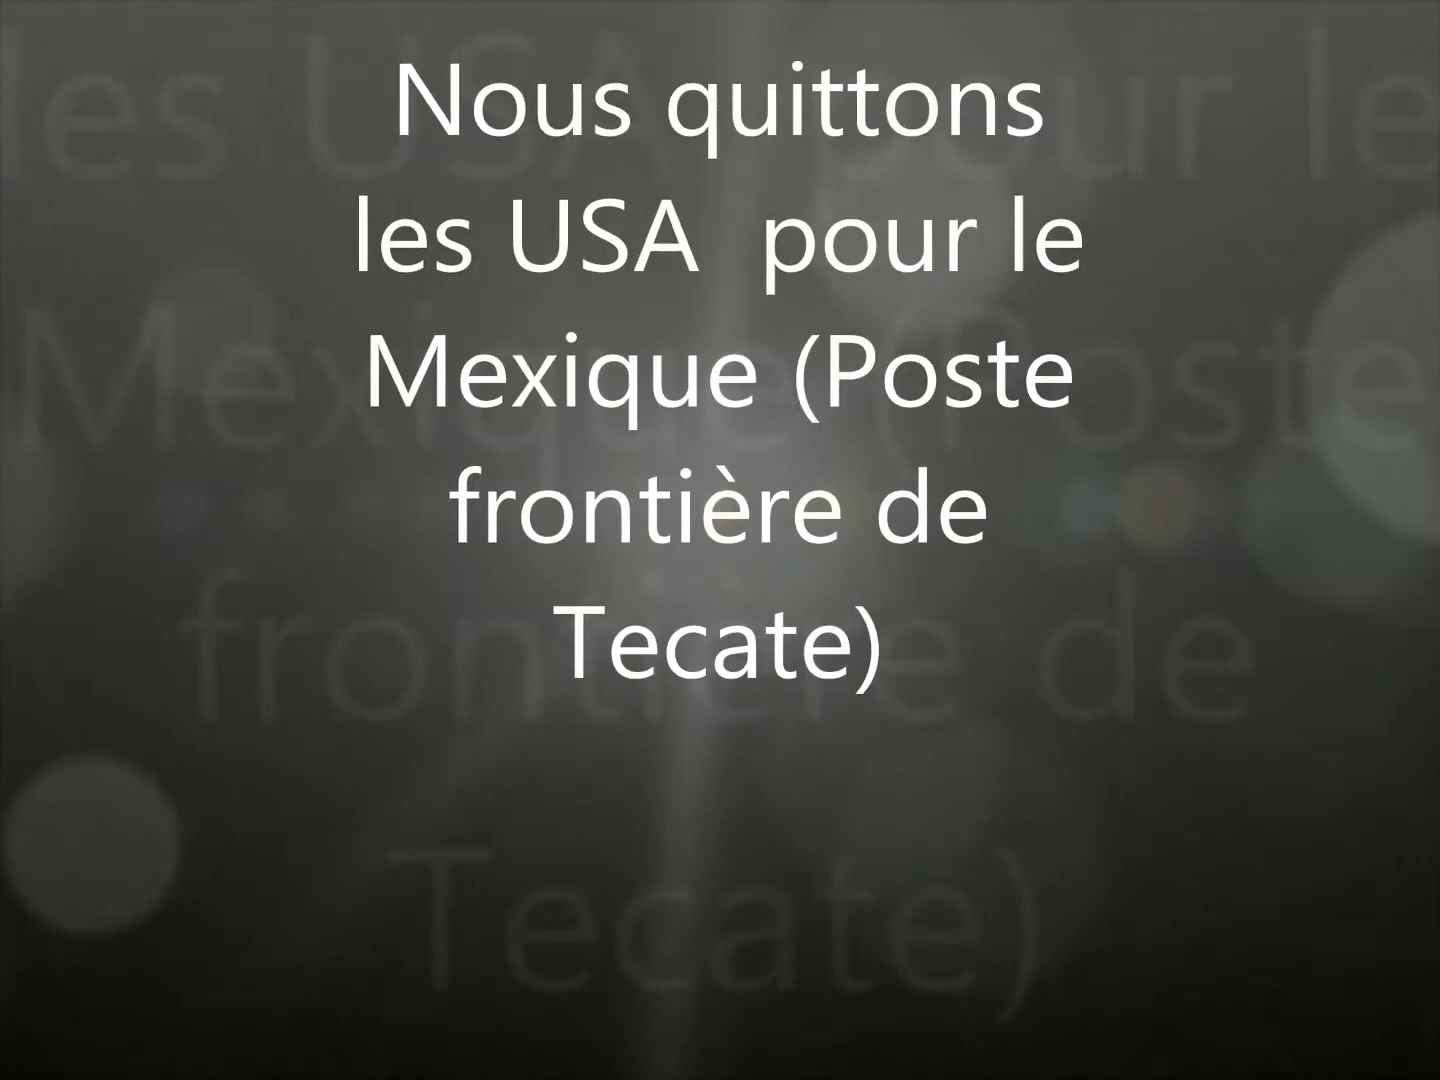 Nous quittons
les USA  pour le
Mexique (Poste
frontière de
Tecate)